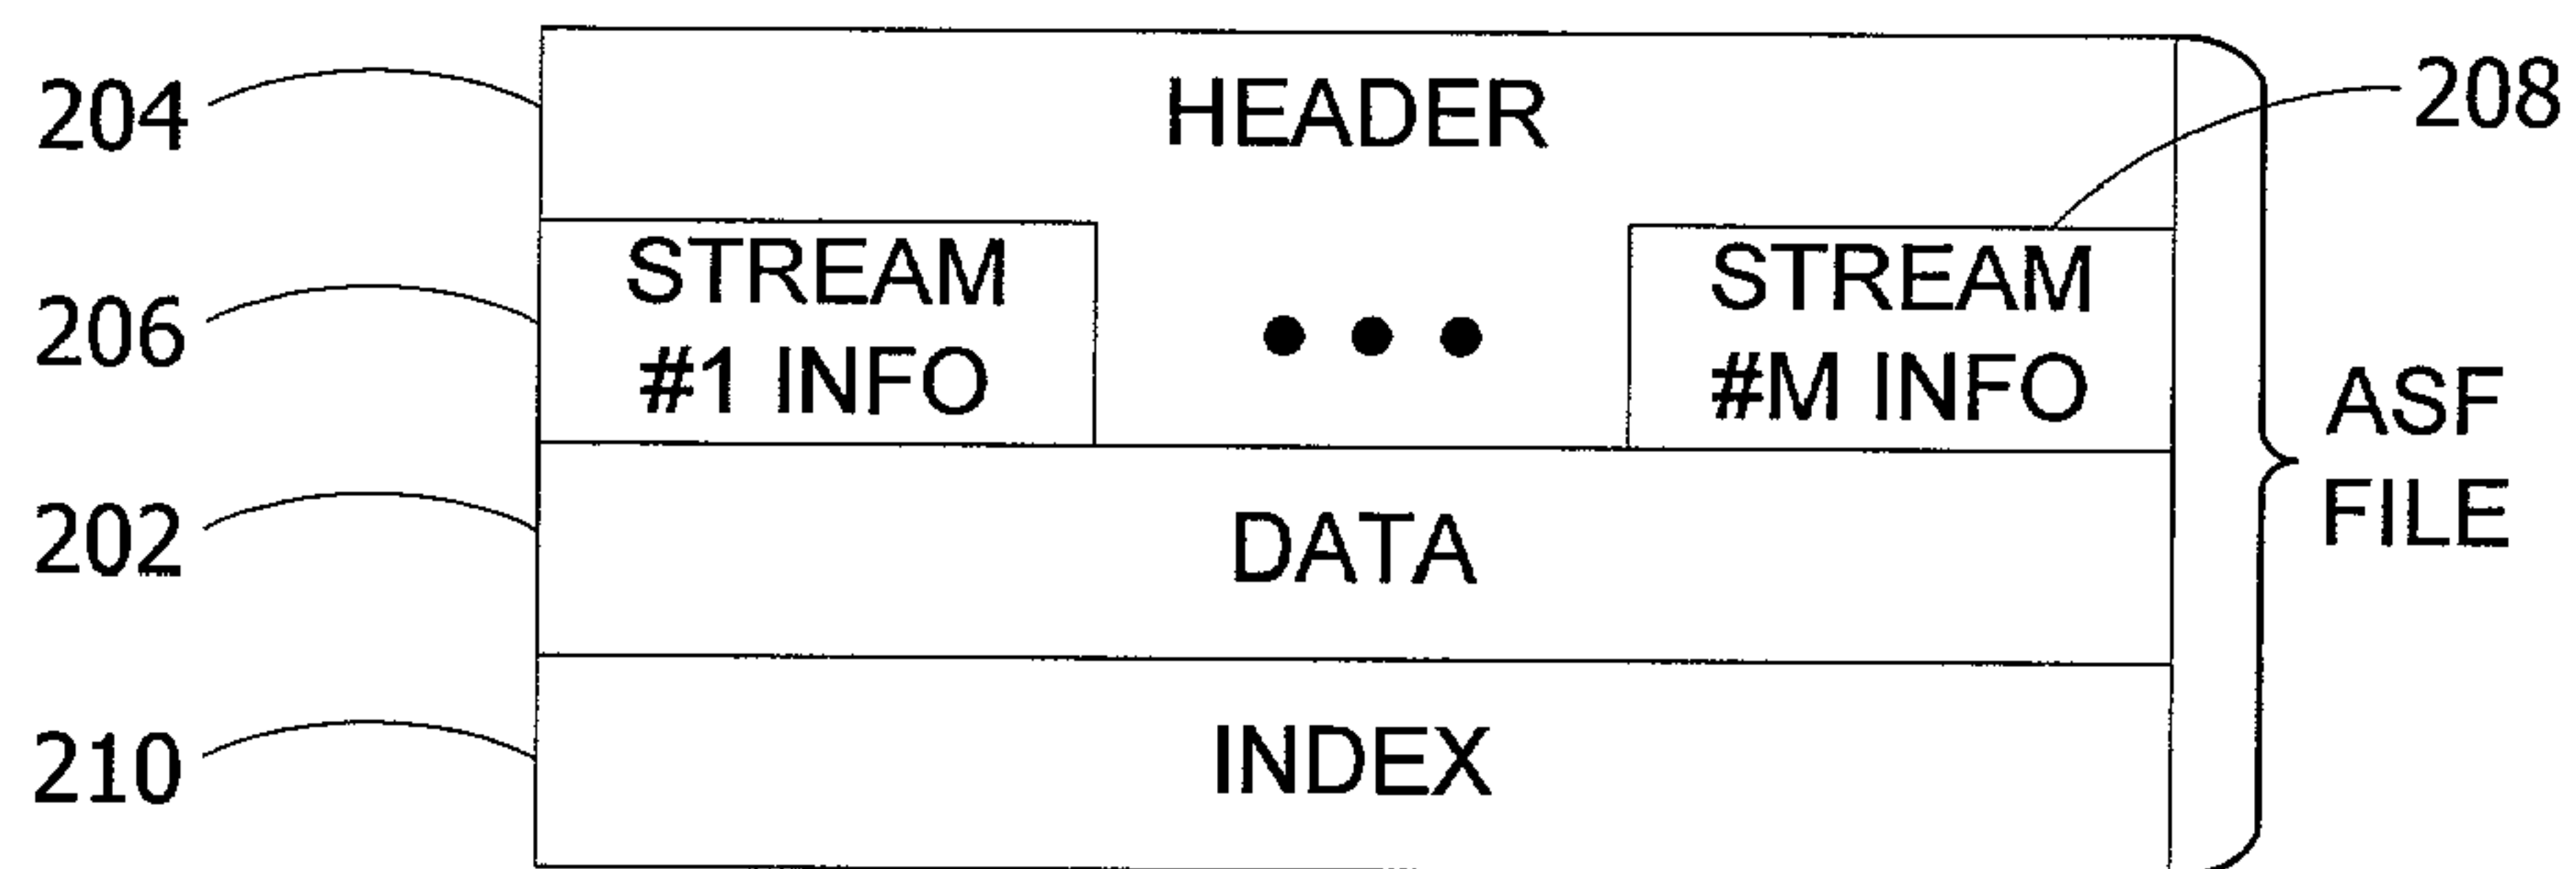 204
HEADER
208
206
STREAM
#1 INFO
STREAM
#M INFO
ASF
FILE
202
DATA
210
INDEX